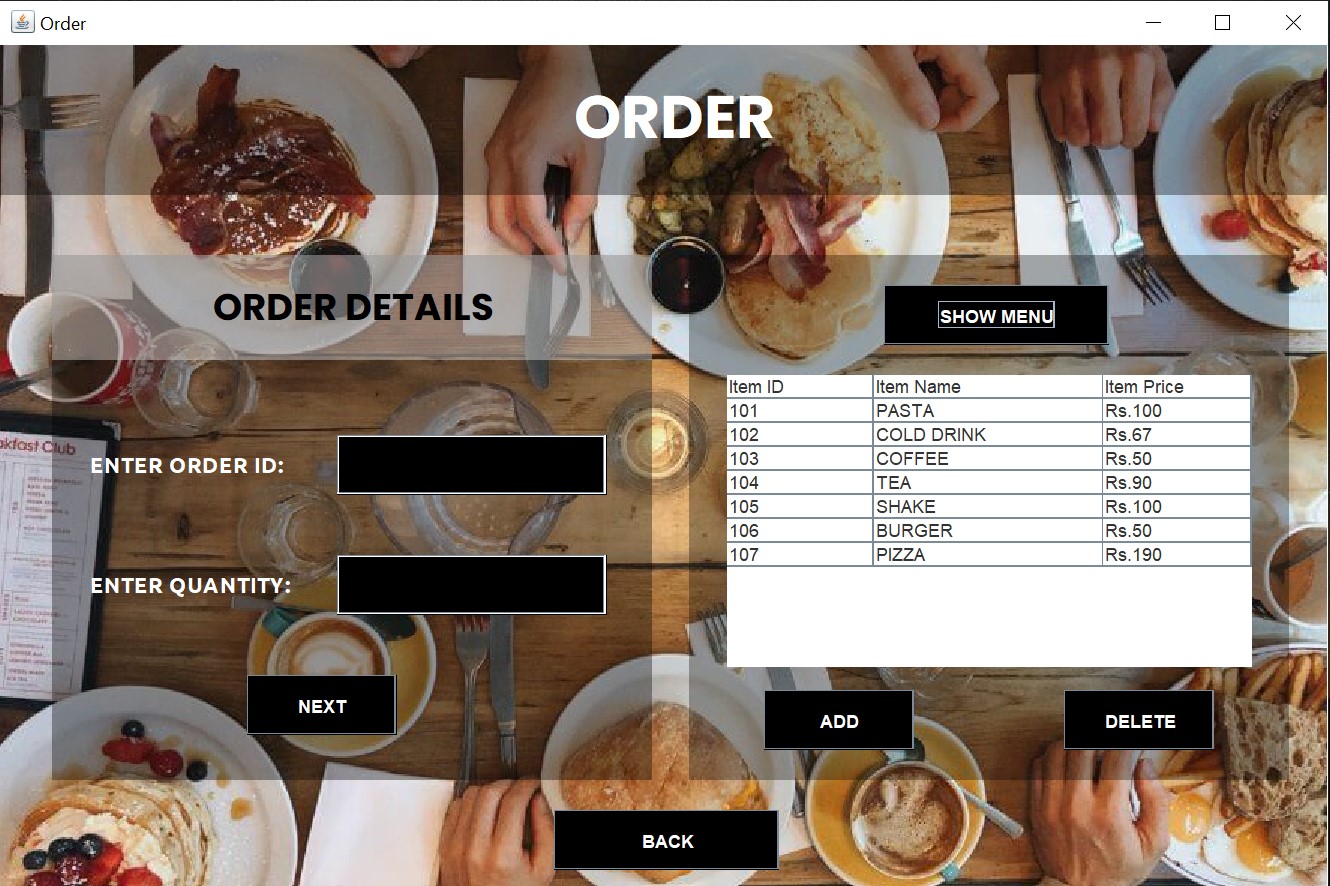 Order
ORDER
ORDER DETAILS
ENTER ORDER ID:
ENTER QUANTITY:
NEXT
SHOW MENU
Item ID Item Name Item Price
101 PASTA Rs.100
102 COLD DRINK Rs.67
103 COFFEE Rs.50
104 TEA Rs.90
105 SHAKE Rs.100
106 BURGER Rs.50
107 PIZZA Rs.190
ADD DELETE
BACK
kfast Club